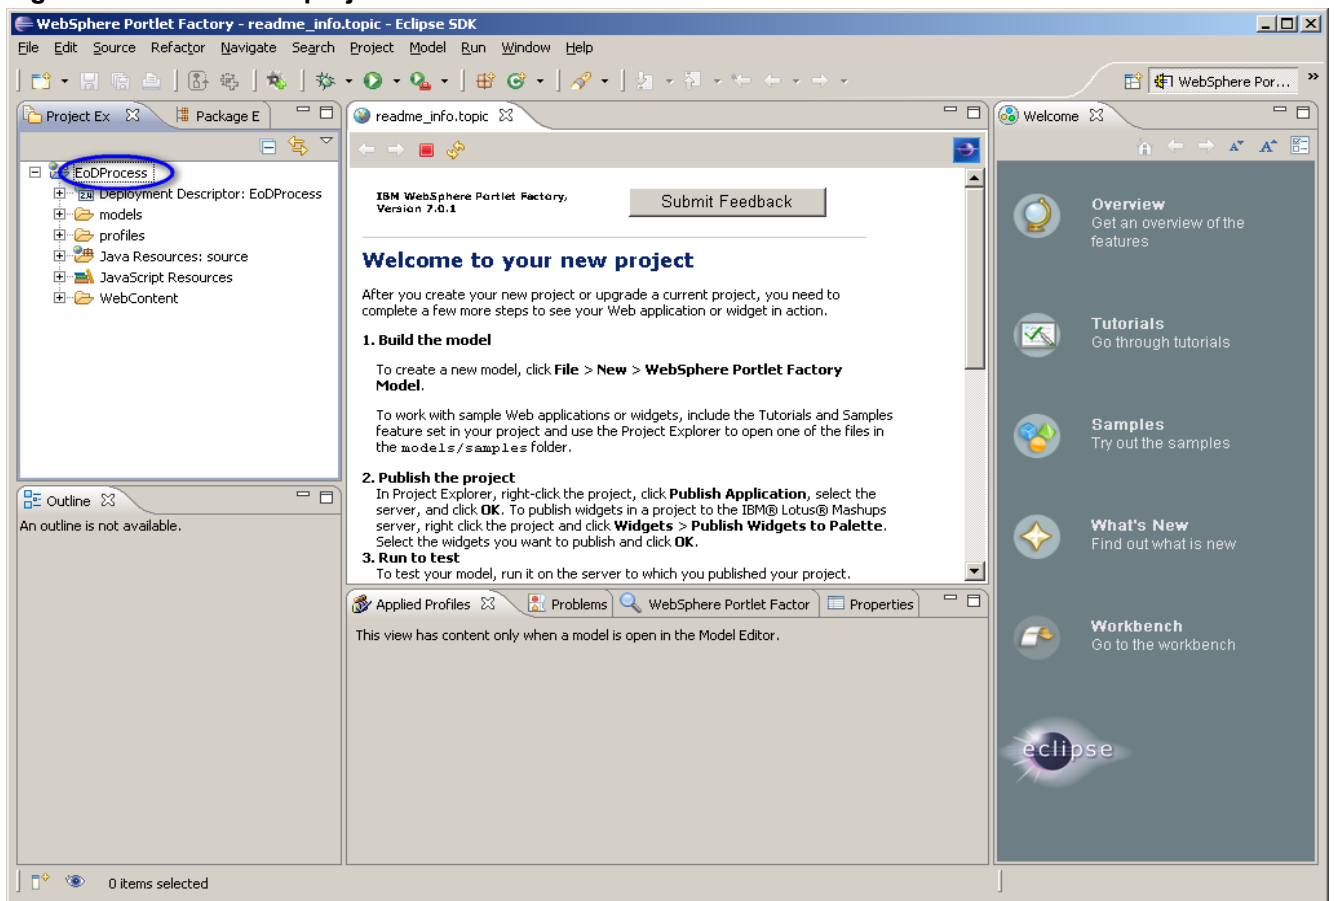 WebSphere Portlet Factory - readme_info.topic - Eclipse SDK
File Edit Source Refactor Navigate Search Project Model Run Window Help
WebSphere Por... »
Project Ex
Package E
EoDProcess
Deployment Descriptor: EoDProcess
models
profiles
Java Resources: source
JavaScript Resources
WebContent
Outline
An outline is not available.
readme_info.topic
IBM WebSphere Portlet Factory,
Version 7.0.1
Submit Feedback
Welcome to your new project
After you create your new project or upgrade a current project, you need to
complete a few more steps to see your Web application or widget in action.
1. Build the model
To create a new model, click File > New > WebSphere Portlet Factory
Model.
To work with sample Web applications or widgets, include the Tutorials and Samples
feature set in your project and use the Project Explorer to open one of the files in
the models/samples folder.
2. Publish the project
In Project Explorer, right-click the project, click Publish Application, select the
server, and click OK. To publish widgets in a project to the IBM® Lotus® Mashups
server, right click the project and click Widgets > Publish Widgets to Palette.
Select the widgets you want to publish and click OK.
3. Run to test
To test your model, run it on the server to which you published your project.
Applied Profiles
Problems
WebSphere Portlet Factor
Properties
This view has content only when a model is open in the Model Editor.
Welcome
Overview
Get an overview of the
features
Tutorials
Go through tutorials
Samples
Try out the samples
What's New
Find out what is new
Workbench
Go to the workbench
eclipse
0 items selected